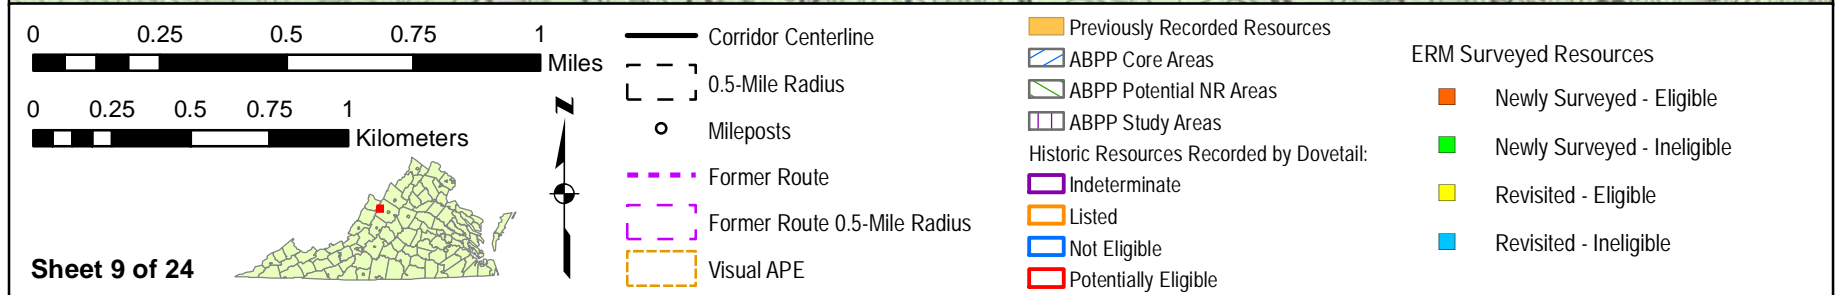 0 0.25 0.5 0.75 1
Miles
0 0.25 0.5 0.75 1
Kilometers
Sheet 9 of 24
N
Corridor Centerline
0.5-Mile Radius
Mileposts
Former Route
Former Route 0.5-Mile Radius
Visual APE
Previously Recorded Resources
ABPP Core Areas
ABPP Potential NR Areas
ABPP Study Areas
Historic Resources Recorded by Dovetail:
Indeterminate
Listed
Not Eligible
Potentially Eligible
ERM Surveyed Resources
Newly Surveyed - Eligible
Newly Surveyed - Ineligible
Revisited - Eligible
Revisited - Ineligible